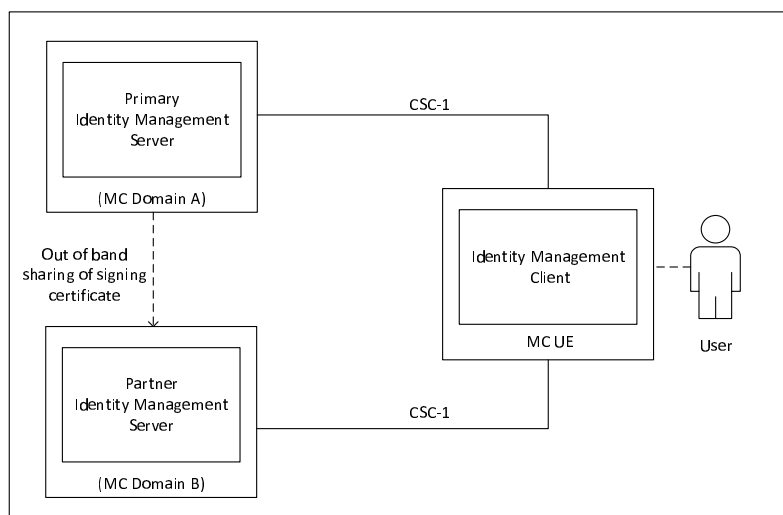 Primary
Identity Management
Server
(MC Domain A)
CSC-1
Out of band
sharing of signing
certificate
Identity Management
Client
MC UE
User
Partner
Identity Management
Server
(MC Domain B)
CSC-1